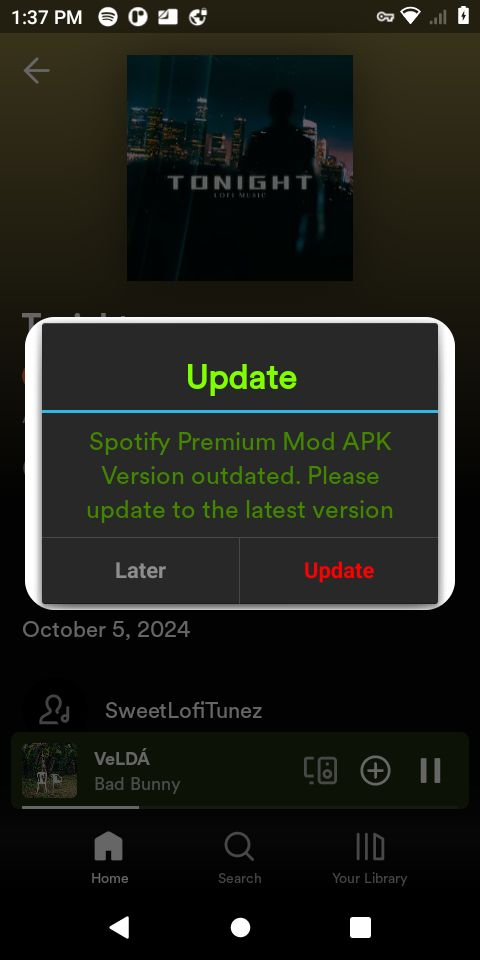 1:37 PM
TONIGHT
LOFI MUSIC
Update
Spotify Premium Mod APK
Version outdated. Please
update to the latest version
Later
Update
October 5, 2024
SweetLofiTunez
VeLDÁ
Bad Bunny
Home
Search
Your Library